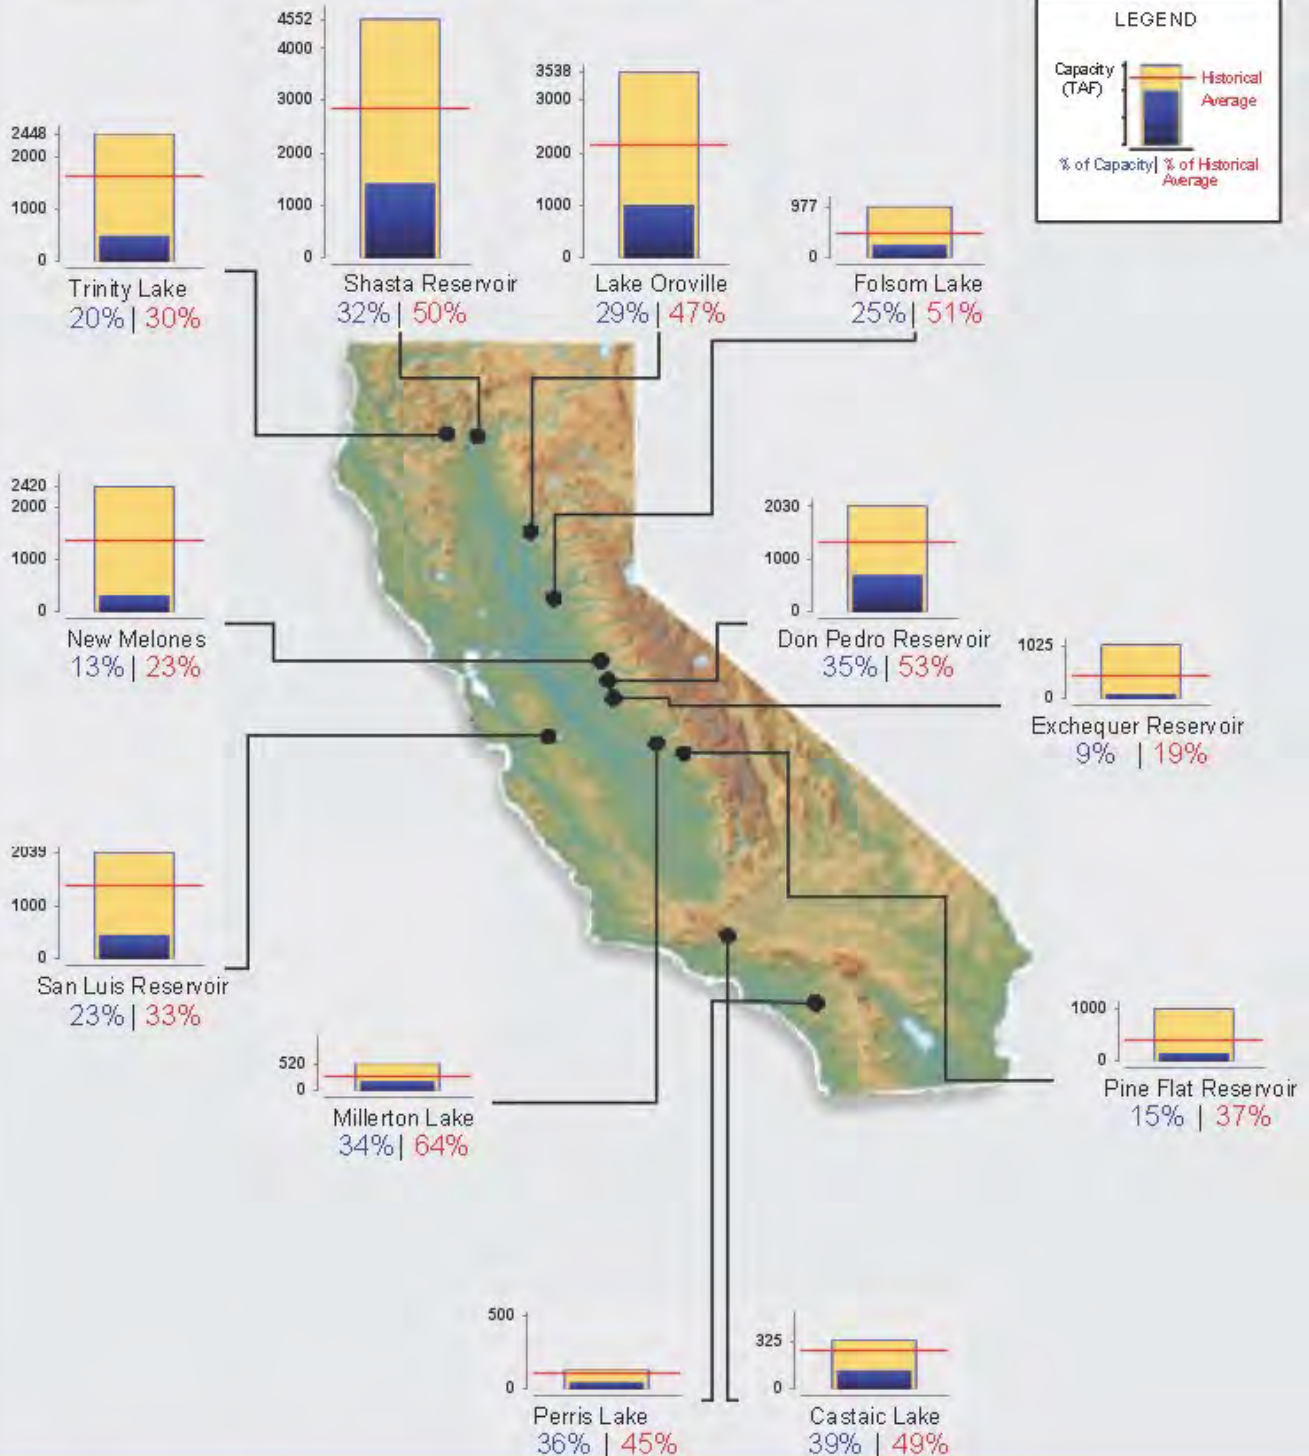 LEGEND
Capacity
(TAF)
Historical
Average
% of Capacity | % of Historical
Average
4552
4000
3000
2000
1000
0
Shasta Reservoir
32% | 50%
3538
3000
2000
1000
0
Lake Oroville
29% | 47%
2448
2000
1000
0
Trinity Lake
20% | 30%
977
0
Folsom Lake
25% | 51%
2420
2000
1000
0
New Melones
13% | 23%
2030
1000
0
Don Pedro Reservoir
35% | 53%
1025
0
Exchequer Reservoir
9% | 19%
2039
1000
0
San Luis Reservoir
23% | 33%
520
0
Millerton Lake
34% | 64%
1000
0
Pine Flat Reservoir
15% | 37%
500
0
Perris Lake
36% | 45%
325
0
Castaic Lake
39% | 49%